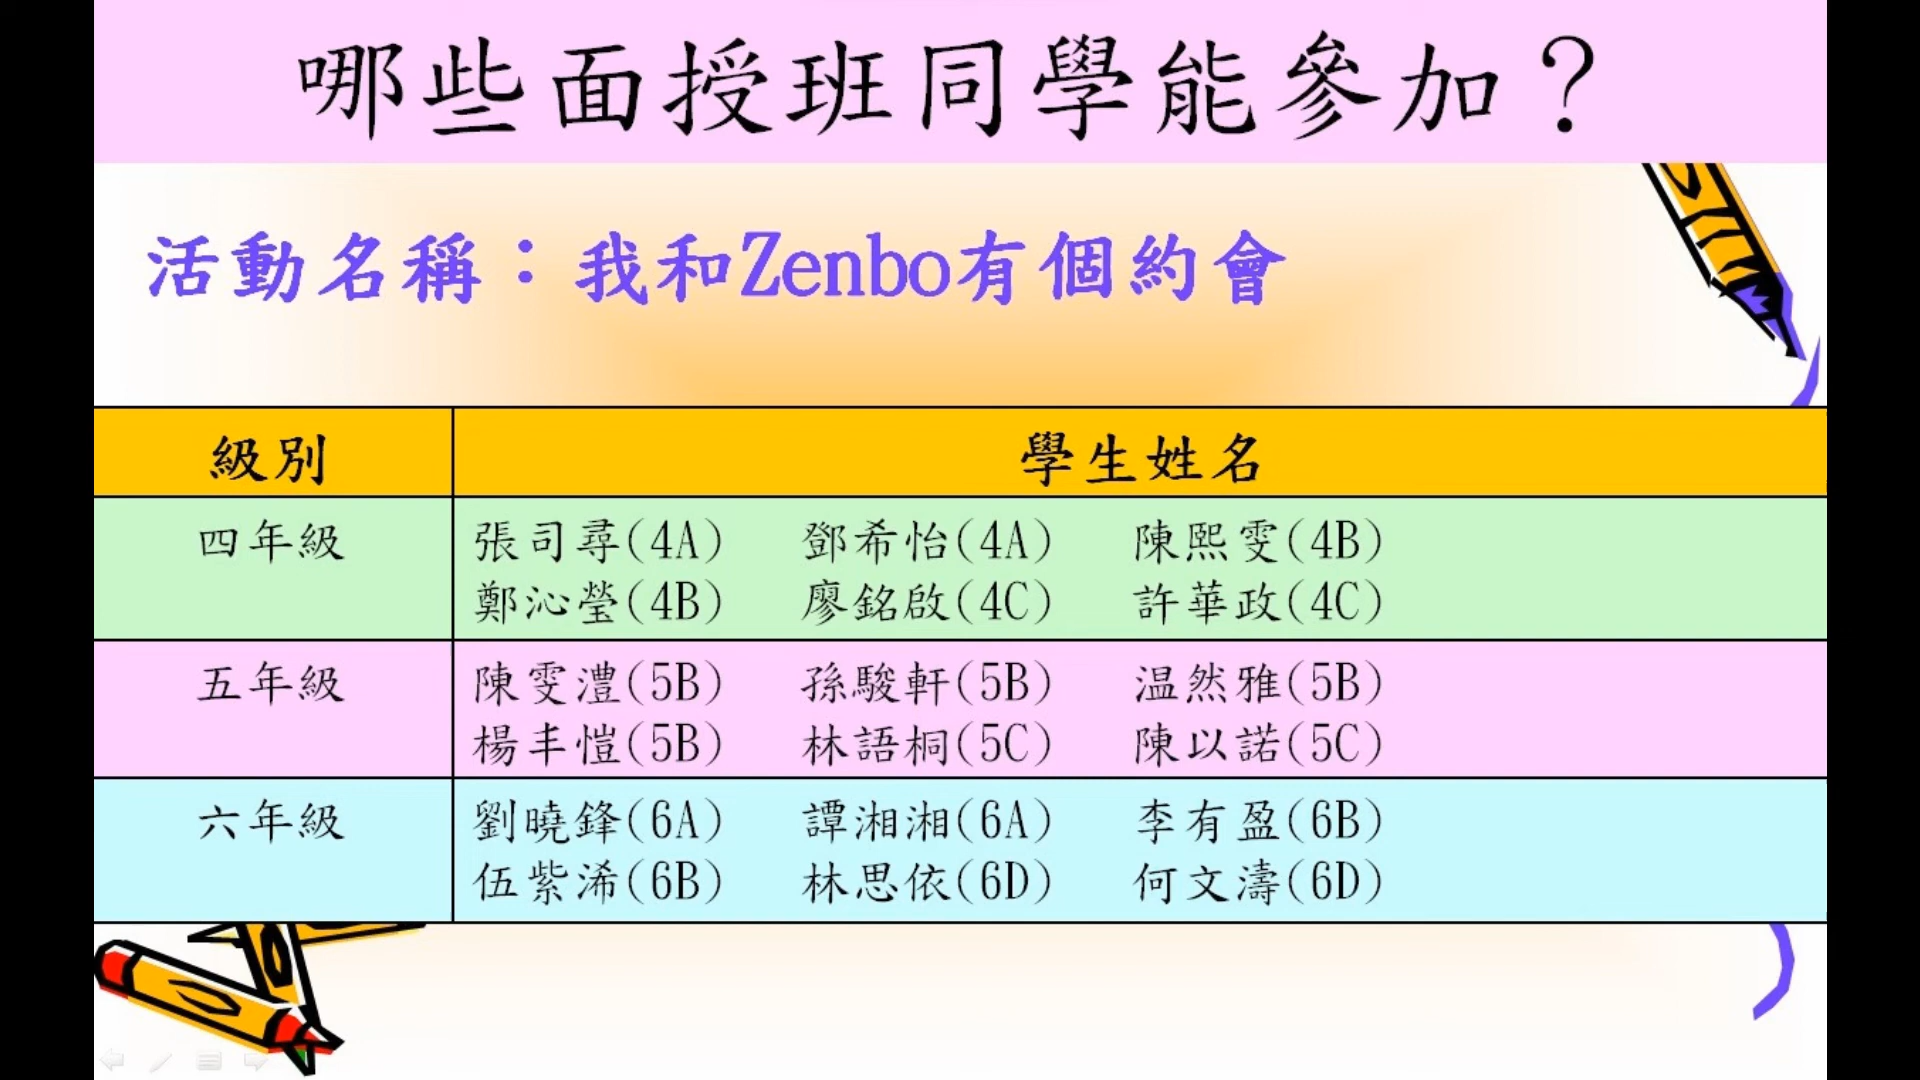 哪些面授班同學能參加？
活動名稱：我和Zenbo有個約會
級別 學生姓名
四年級 張司尋(4A) 鄧希怡(4A) 陳熙雯(4B)
鄭沁瑩(4B) 廖銘啟(4C) 許華政(4C)
五年級 陳雯澧(5B) 孫駿軒(5B) 温然雅(5B)
楊丰愷(5B) 林語桐(5C) 陳以諾(5C)
六年級 劉曉鋒(6A) 譚湘湘(6A) 李有盈(6B)
伍紫浠(6B) 林思依(6D) 何文濤(6D)